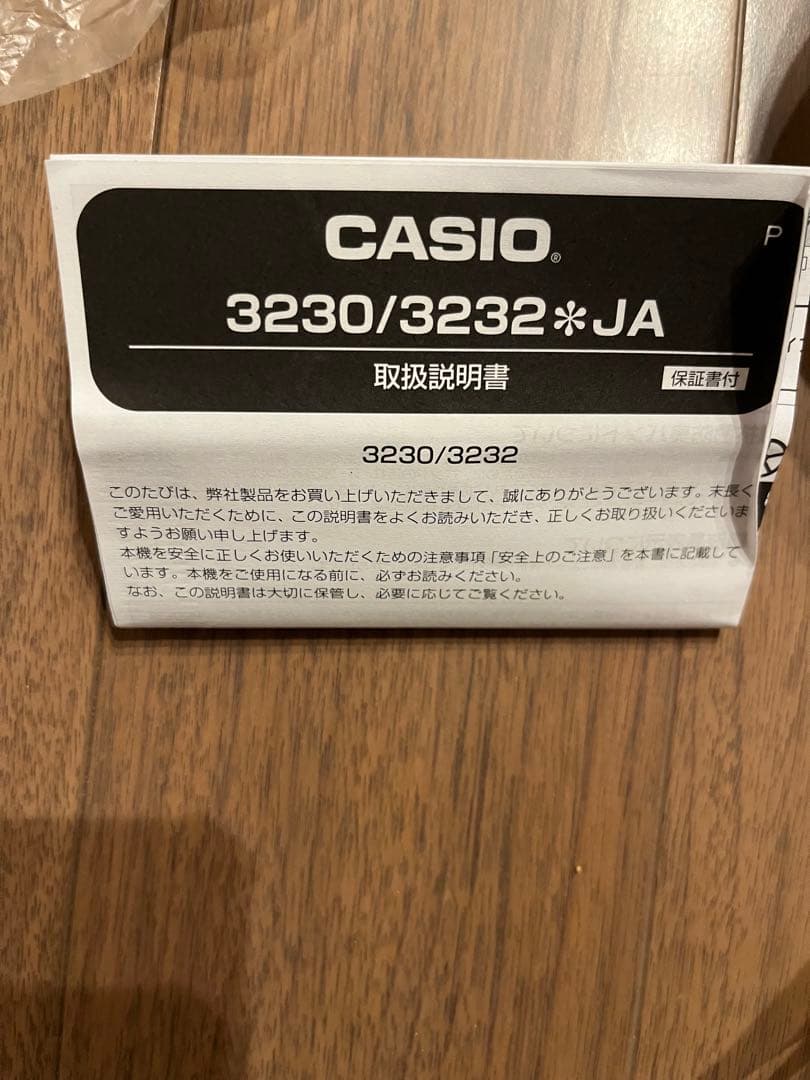 CASIO®
P
3230/3232✻JA
取扱説明書
保証書付
3230/3232
このたびは、弊社製品をお買い上げいただきまして、誠にありがとうございます。末長く
ご愛用いただくために、この説明書をよくお読みいただき、正しくお取り扱いくださいま
すようお願い申し上げます。
本機を安全に正しくお使いいただくための注意事項「安全上のご注意」を本書に記載して
います。本機をご使用になる前に、必ずお読みください。
なお、この説明書は大切に保管し、必要に応じてご覧ください。